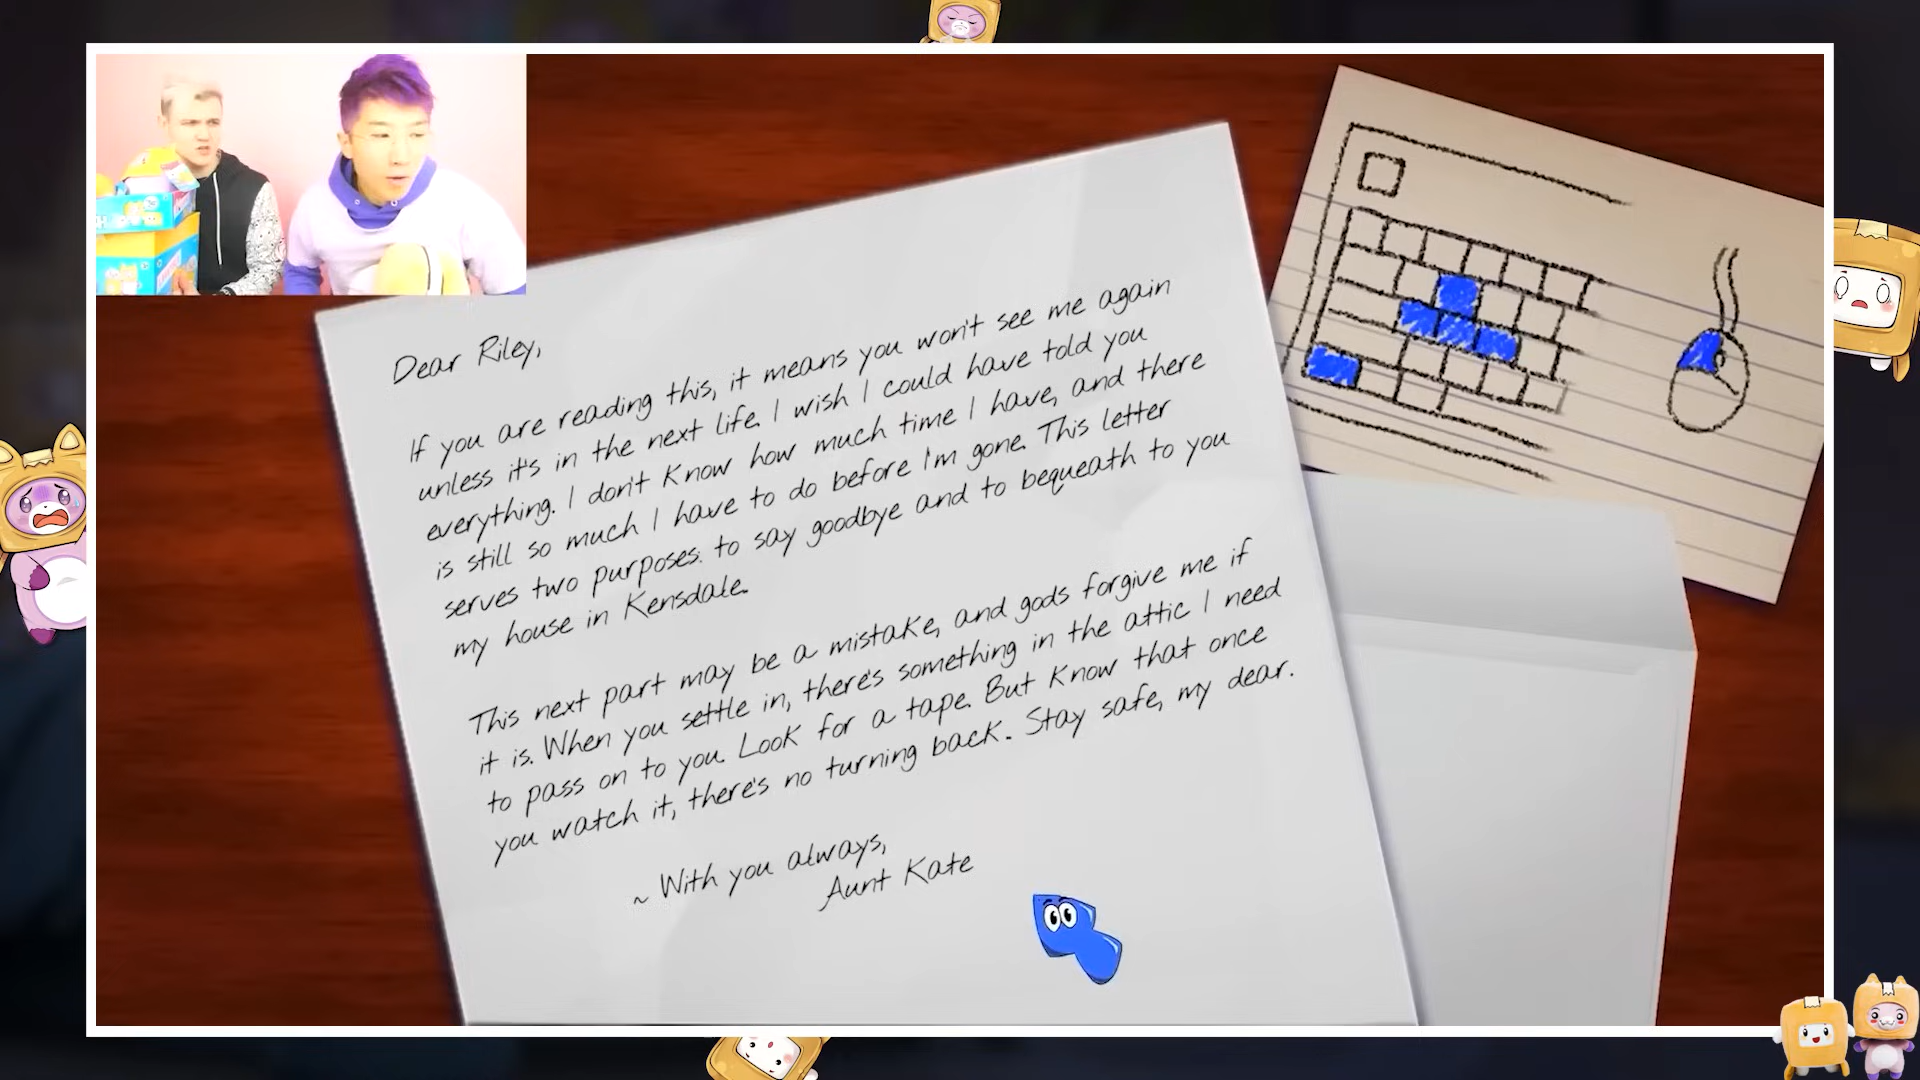 Dear Riley,
If you are reading this, it means you won't see me again
unless it's in the next life. I wish I could have told you
everything. I don't know how much time I have, and there
is still so much I have to do before I'm gone. This letter
serves two purposes: to say goodbye and to bequeath to you
my house in Kensdale.
This next part may be a mistake, and gods forgive me if
it is. When you settle in, there's something in the attic I need
to pass on to you. Look for a tape. But know that once
you watch it, there's no turning back. Stay safe, my dear.
~ With you always,
Aunt Kate